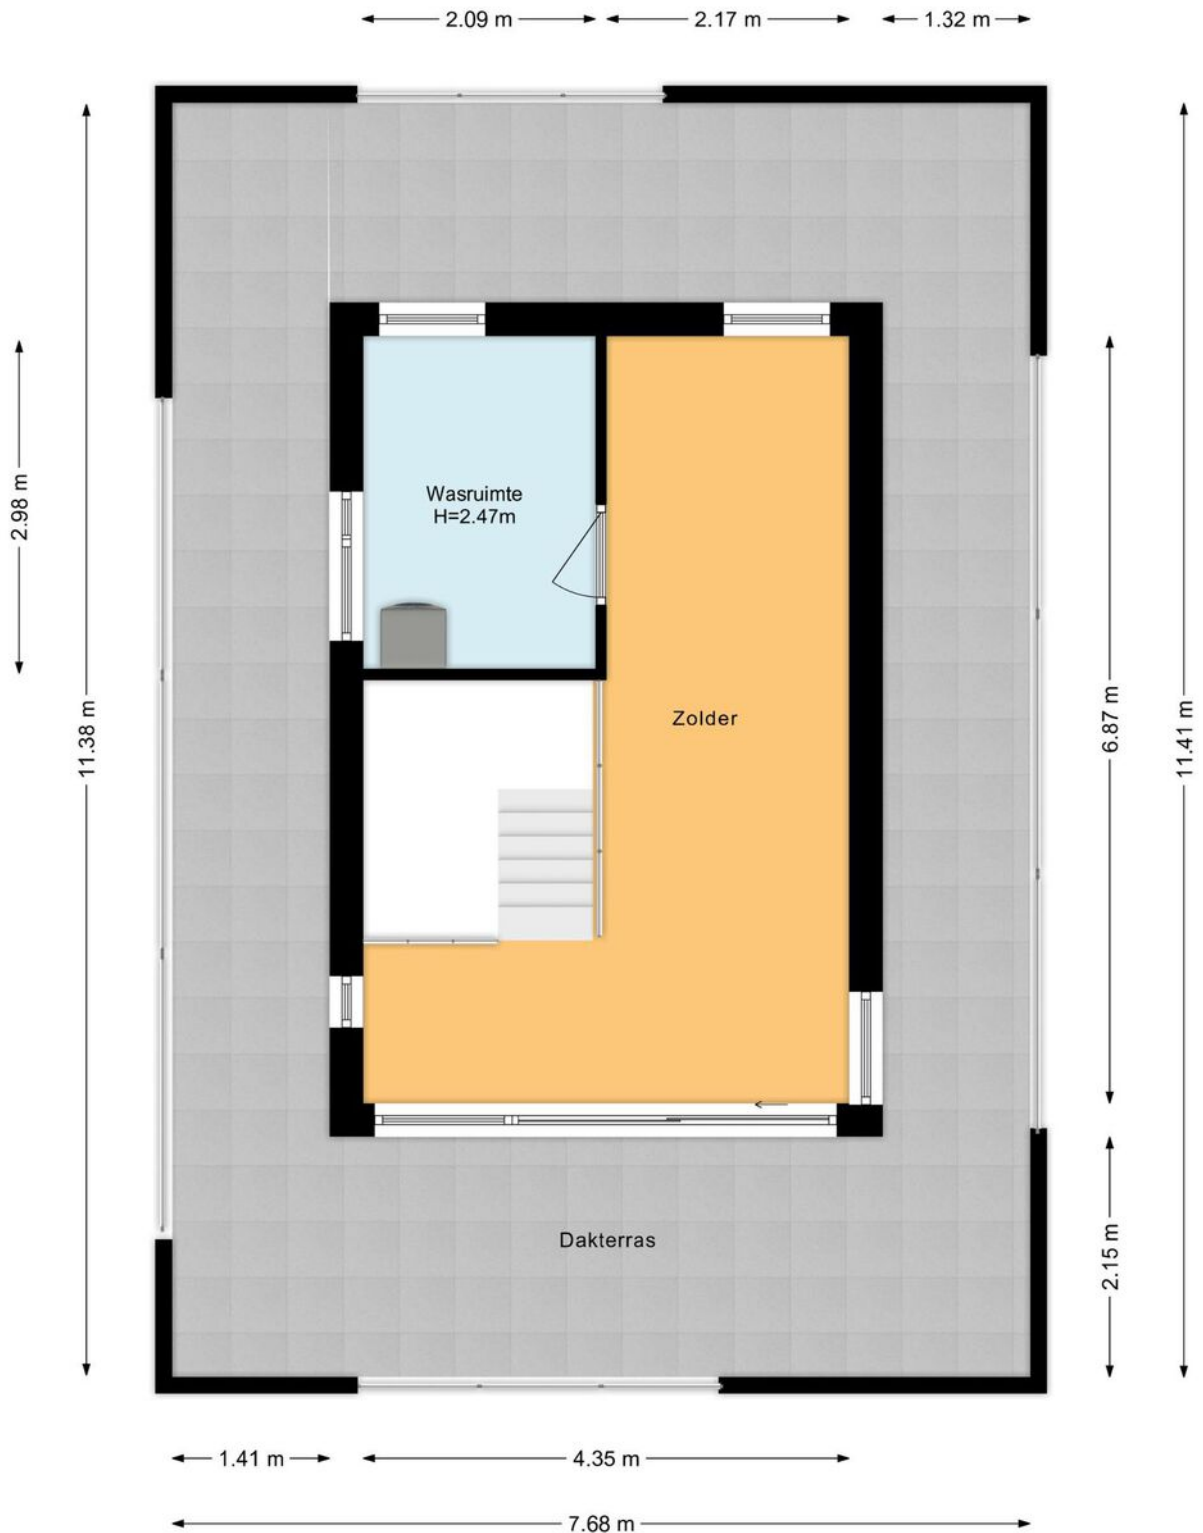 2.09 m
2.17 m
1.32 m
2.98 m
Wasruimte
H=2.47m
Zolder
11.38 m
6.87 m
11.41 m
Dakterras
2.15 m
1.41 m
4.35 m
7.68 m